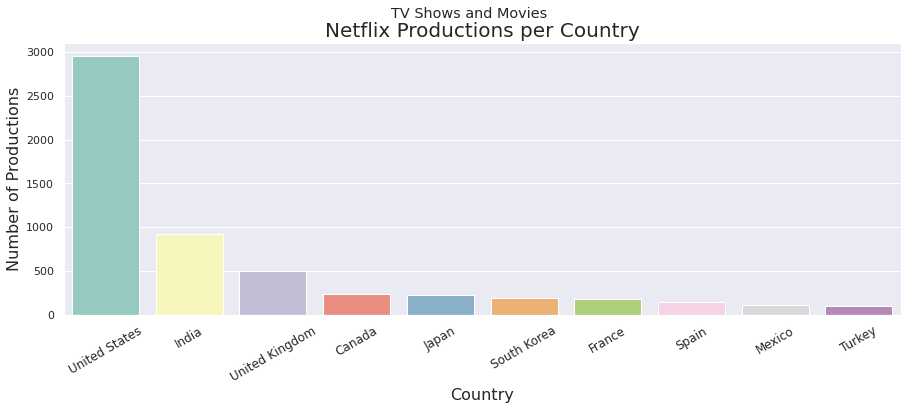 TV Shows and Movies
Netflix Productions per Country
Number of Productions
3000
2500
2000
1500
1000
500
0
United States
India
United Kingdom
Canada
Japan
South Korea
France
Spain
Mexico
Turkey
Country